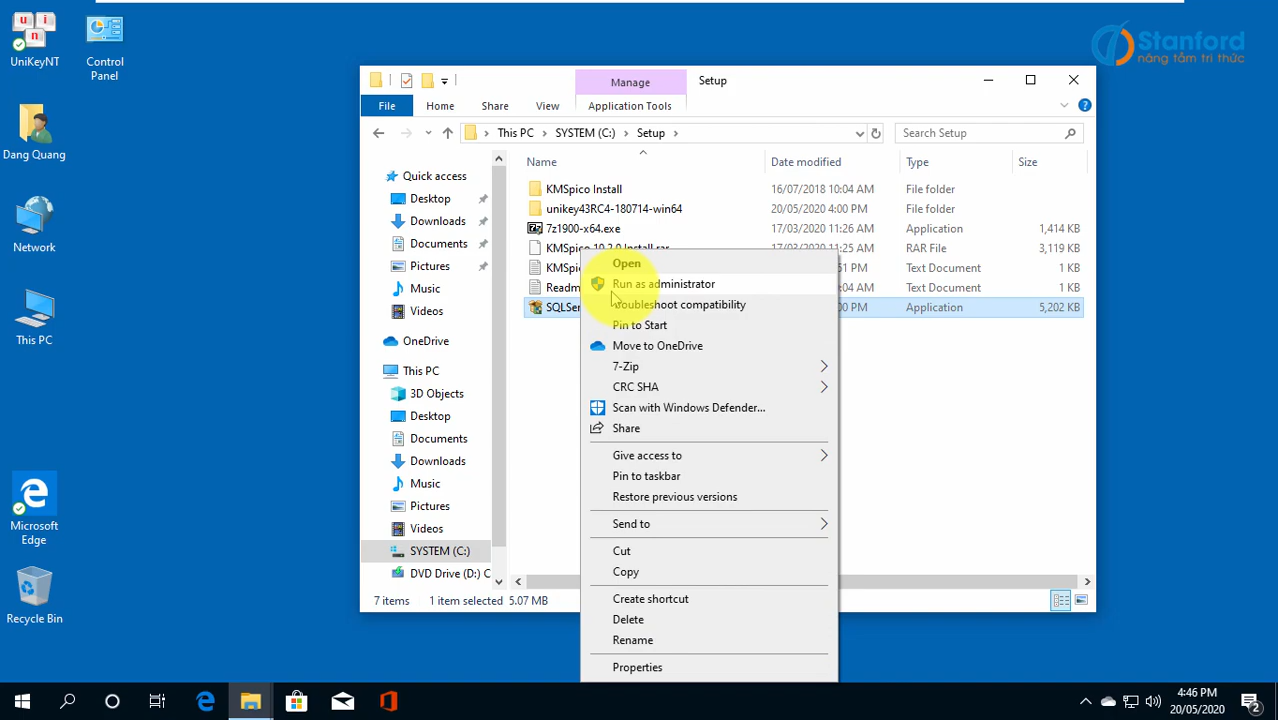 u i
n
UniKeyNT
Control
Panel
Dang Quang
Network
This PC
Microsoft
Edge
Recycle Bin
Stanford
nâng tầm tri thức
Manage
Setup
File
Home
Share
View
Application Tools
This PC > SYSTEM (C:) > Setup >
Search Setup
Name
Date modified
Type
Size
Quick access
Desktop
Downloads
Documents
Pictures
Music
Videos
OneDrive
This PC
3D Objects
Desktop
Documents
Downloads
Music
Pictures
Videos
SYSTEM (C:)
DVD Drive (D:) C
KMSpico Install 16/07/2018 10:04 AM File folder
unikey43RC4-180714-win64 20/05/2020 4:00 PM File folder
7z1900-x64.exe 17/03/2020 11:26 AM Application 1,414 KB
KMSpico 10.2.0 Install.rar 17/03/2020 11:25 AM RAR File 3,119 KB
KMSpi 51 PM Text Document
Readm :04 AM Text Document
SQLSer 00 PM Application 5,202 KB
Open
Run as administrator
Troubleshoot compatibility
Pin to Start
Move to OneDrive
7-Zip
CRC SHA
Scan with Windows Defender...
Share
Give access to
Pin to taskbar
Restore previous versions
Send to
Cut
Copy
Create shortcut
Delete
Rename
Properties
7 items 1 item selected 5.07 MB
4:46 PM
20/05/2020
2